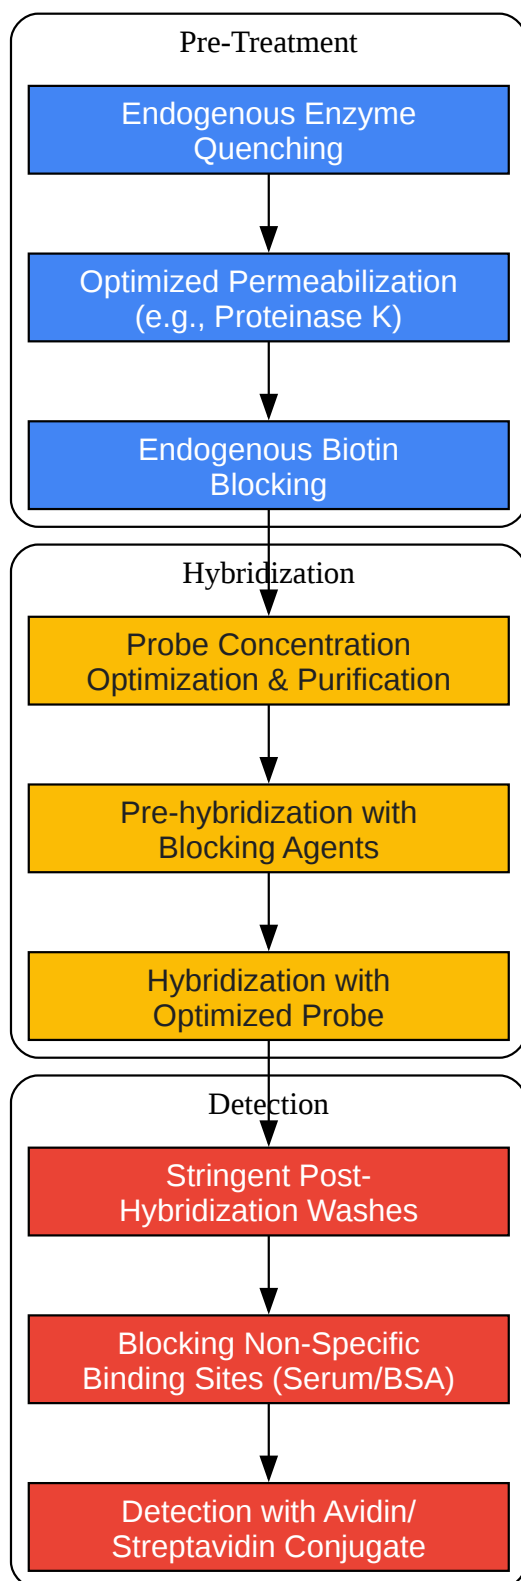 Pre-Treatment
Endogenous Enzyme
Quenching
Optimized Permeabilization
(e.g., Proteinase K)
Endogenous Biotin
Blocking
Hybridization
Probe Concentration
Optimization & Purification
Pre-hybridization with
Blocking Agents
Hybridization with
Optimized Probe
Detection
Stringent Post-
Hybridization Washes
Blocking Non-Specific
Binding Sites (Serum/BSA)
Detection with Avidin/
Streptavidin Conjugate